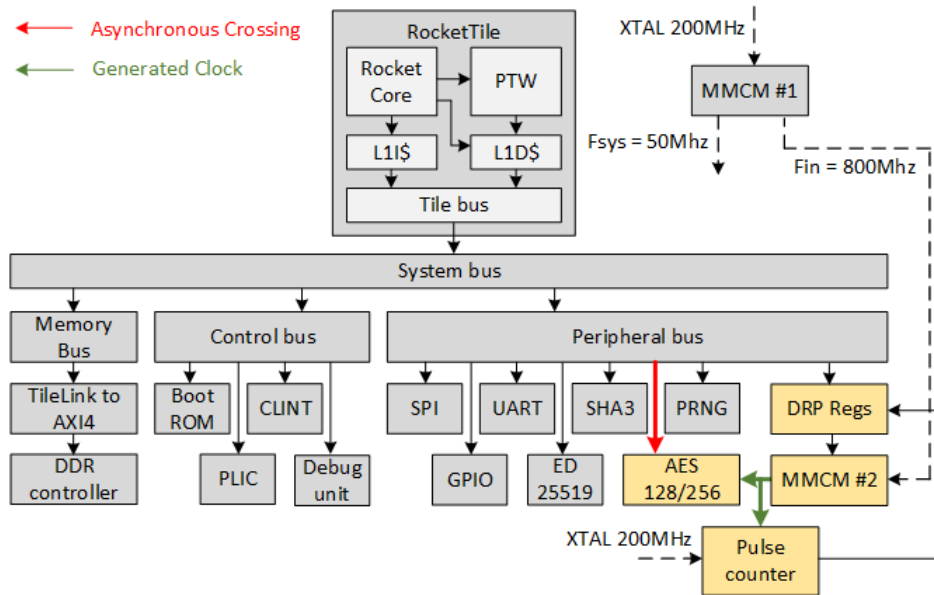 Asynchronous Crossing
Generated Clock
RocketTile
Rocket
Core
PTW
L1I$
L1D$
Tile bus
XTAL 200MHz
MMCM #1
Fsys = 50Mhz
Fin = 800Mhz
System bus
Memory
Bus
Control bus
Peripheral bus
TileLink to
AXI4
Boot
ROM
CLINT
SPI
UART
SHA3
PRNG
DRP Regs
DDR
controller
PLIC
Debug
unit
GPIO
ED
25519
AES
128/256
MMCM #2
XTAL 200MHz
Pulse
counter